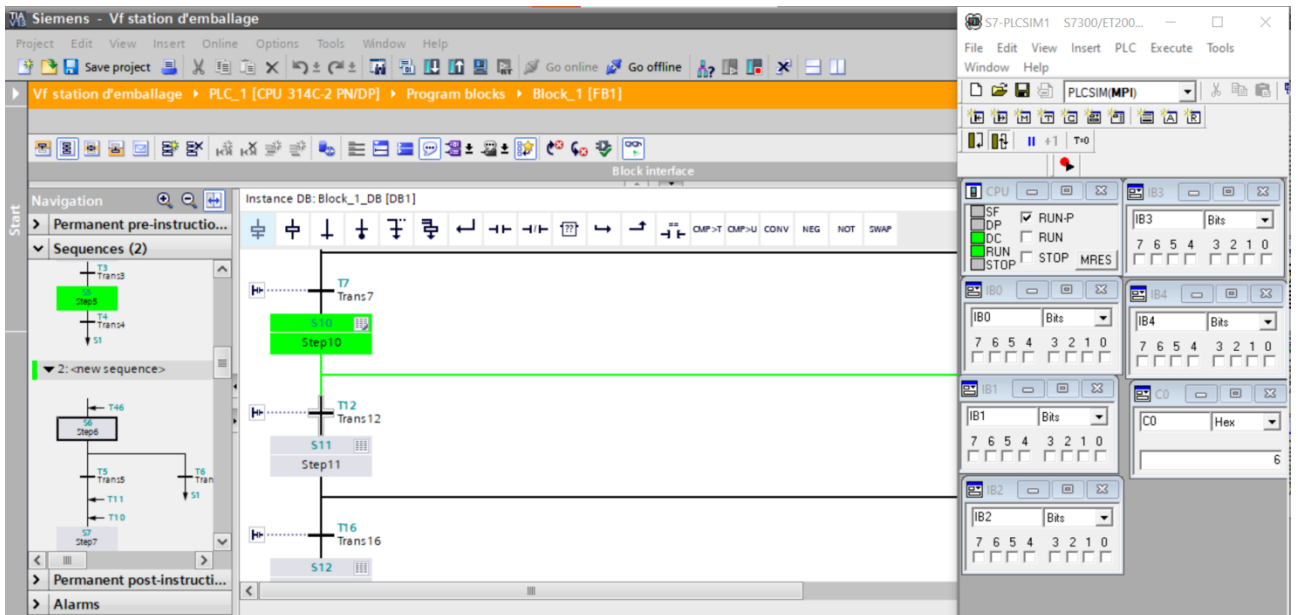 Siemens - Vf station d'emballage
Project Edit View Insert Online Options Tools Window Help
Save project Go online Go offline
Vf station d'emballage PLC_1 [CPU 314C-2 PN/DP] Program blocks Block_1 [FB1]
Block interface
Start
Navigation
Permanent pre-instructio...
Sequences (2)
T3
Trans3
S5
Step5
T4
Trans4
S1
2: <new sequence>
T46
S6
Step6
T5
Trans5
T6
Tran
T11
S1
T10
S7
Step7
Permanent post-instructi...
Alarms
Instance DB: Block_1_DB [DB1]
CMP>T CMP>U CONV NEG NOT SWAP
T7
Trans7
S10
Step10
T12
Trans12
S11
Step11
T16
Trans16
S12
S7-PLCSIM1 S7300/ET200...
File Edit View Insert PLC Execute Tools
Window Help
PLCSIM(MPI)
+1 T=0
CPU
SF
DP
DC
RUN
STOP
RUN-P
RUN
STOP MRES
IB3
IB3 Bits
7 6 5 4 3 2 1 0
IB0
IB0 Bits
7 6 5 4 3 2 1 0
IB4
IB4 Bits
7 6 5 4 3 2 1 0
IB1
IB1 Bits
7 6 5 4 3 2 1 0
C0
C0 Hex
6
IB2
IB2 Bits
7 6 5 4 3 2 1 0